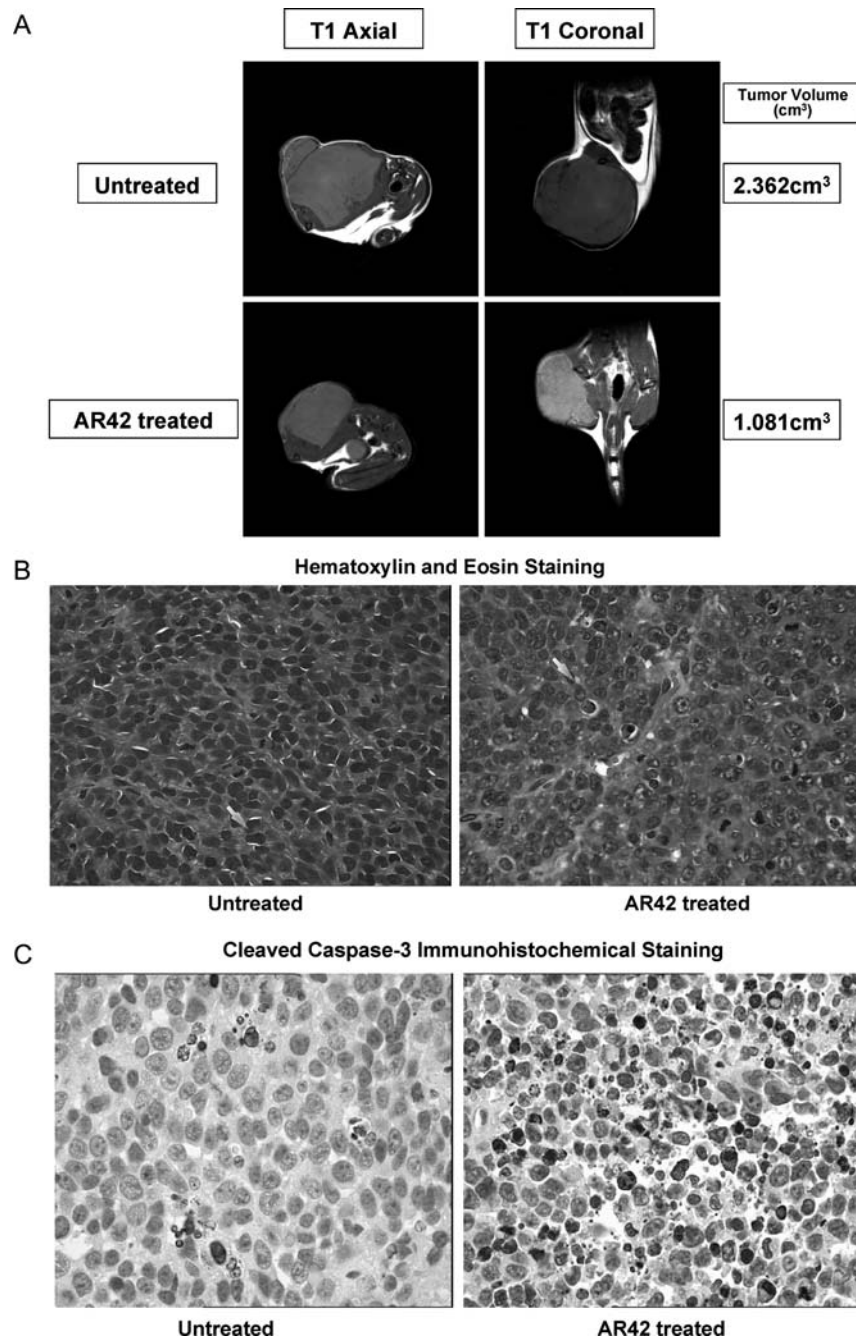 A
T1 Axial
T1 Coronal
Tumor Volume
(cm³)
Untreated
2.362cm³
AR42 treated
1.081cm³
B
Hematoxylin and Eosin Staining
Untreated
AR42 treated
C
Cleaved Caspase-3 Immunohistochemical Staining
Untreated
AR42 treated